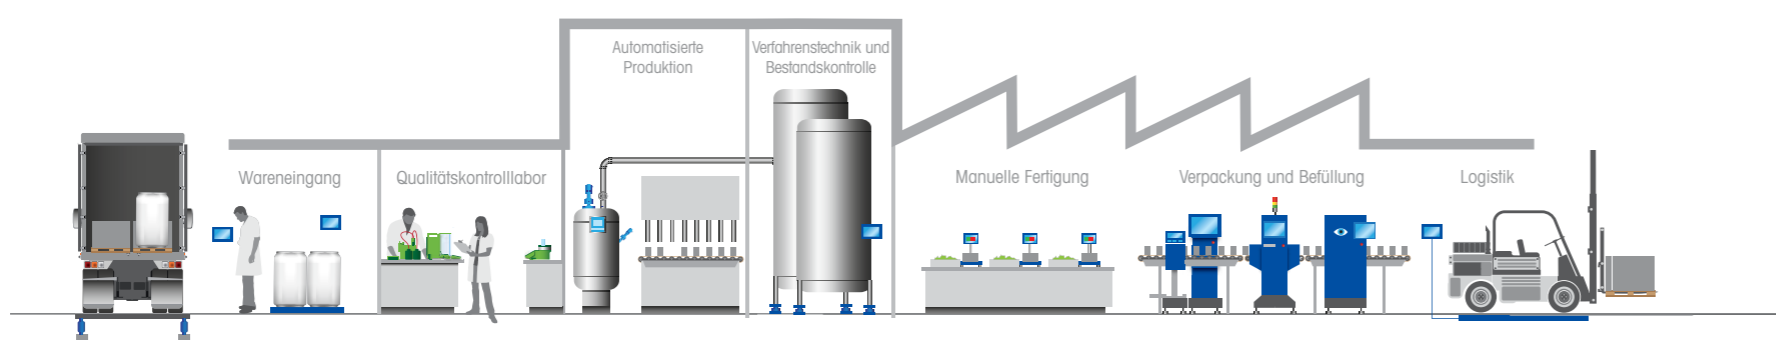 Automatisierte
Produktion
Verfahrenstechnik und
Bestandskontrolle
Wareneingang
Qualitätskontrolllabor
Manuelle Fertigung
Verpackung und Befüllung
Logistik